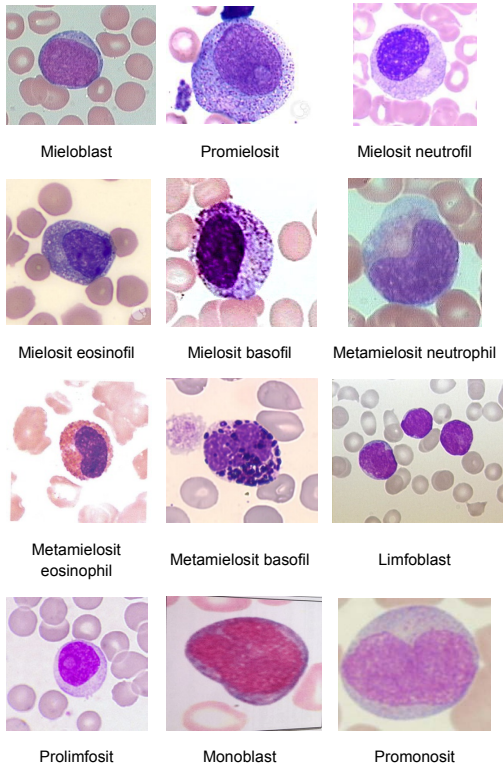 Mieloblast
Promielosit
Mielosit neutrofil
Mielosit eosinofil
Mielosit basofil
Metamielosit neutrophil
Metamielosit
eosinophil
Metamielosit basofil
Limfoblast
Prolimfosit
Monoblast
Promonosit